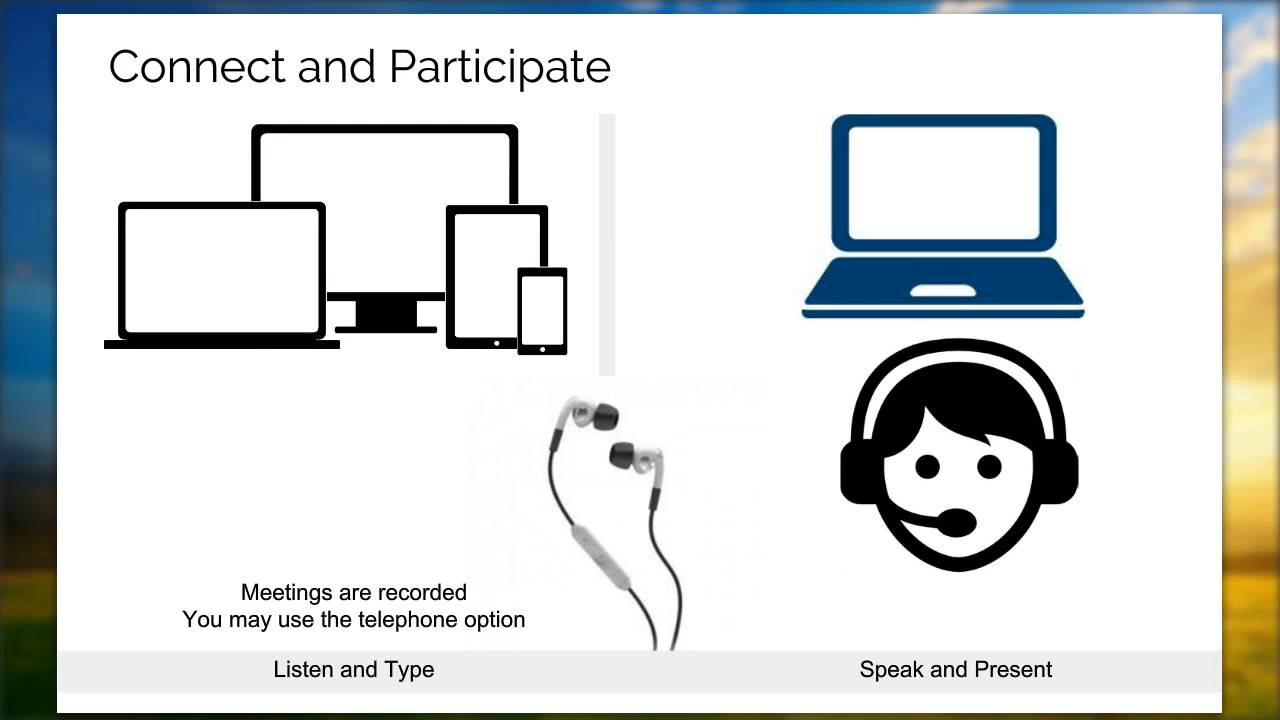 Connect and Participate
Meetings are recorded
You may use the telephone option
Listen and Type
Speak and Present